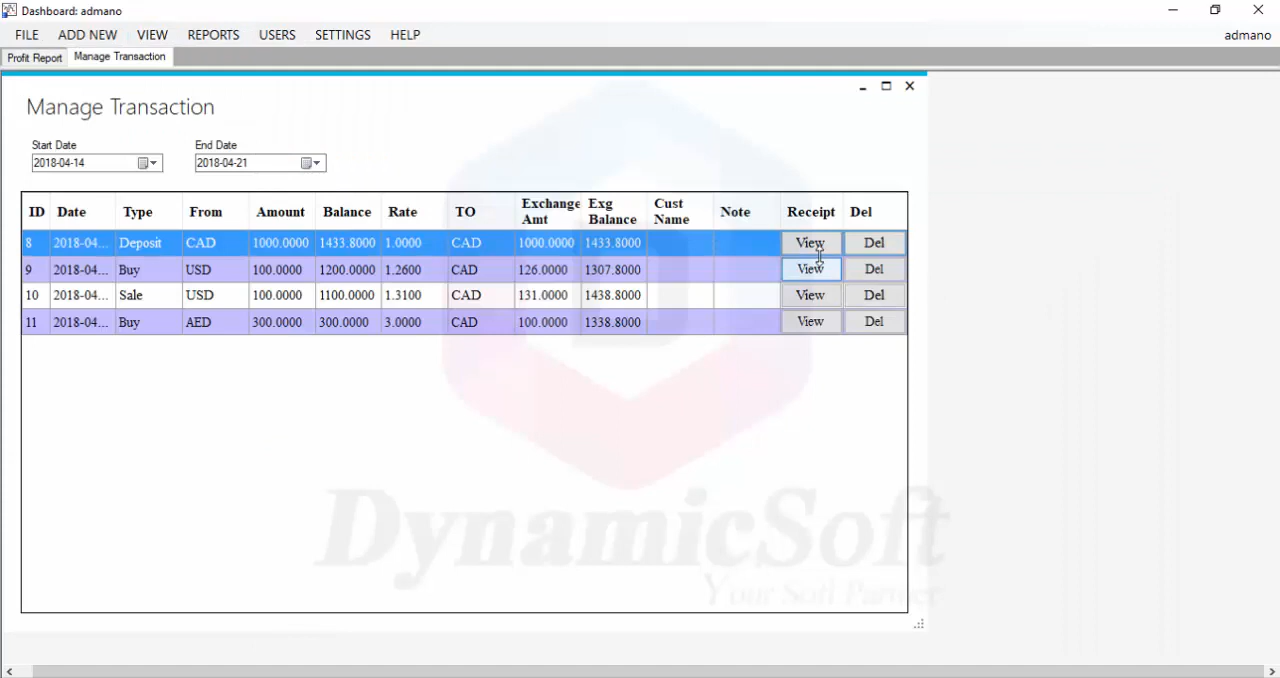 Dashboard: admano
FILE ADD NEW VIEW REPORTS USERS SETTINGS HELP admano
Profit Report Manage Transaction
Manage Transaction
Start Date End Date
2018-04-14 2018-04-21
ID Date Type From Amount Balance Rate TO Exchange Amt Exg Balance Cust Name Note Receipt Del
8 2018-04... Deposit CAD 1000.0000 1433.8000 1.0000 CAD 1000.0000 1433.8000 View Del
9 2018-04... Buy USD 100.0000 1200.0000 1.2600 CAD 126.0000 1307.8000 View Del
10 2018-04... Sale USD 100.0000 1100.0000 1.3100 CAD 131.0000 1438.8000 View Del
11 2018-04... Buy AED 300.0000 300.0000 3.0000 CAD 100.0000 1338.8000 View Del
DynamicSoft
Your Soft Partner